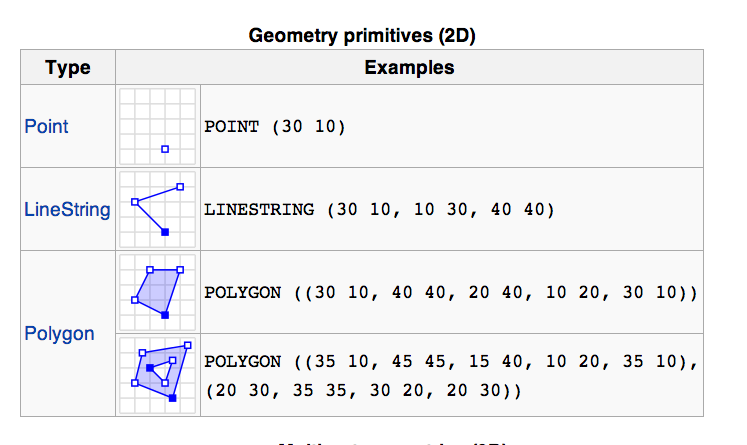 Geometry primitives (2D)
Type Examples
Point POINT (30 10)
LineString LINESTRING (30 10, 10 30, 40 40)
Polygon POLYGON ((30 10, 40 40, 20 40, 10 20, 30 10))
POLYGON ((35 10, 45 45, 15 40, 10 20, 35 10),
(20 30, 35 35, 30 20, 20 30))